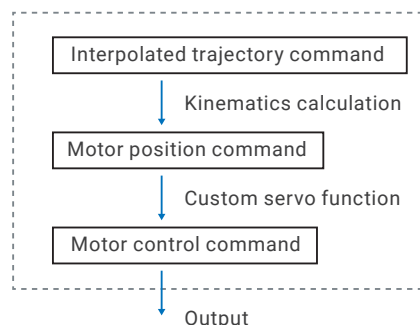 Interpolated trajectory command
Kinematics calculation
Motor position command
Custom servo function
Motor control command
Output